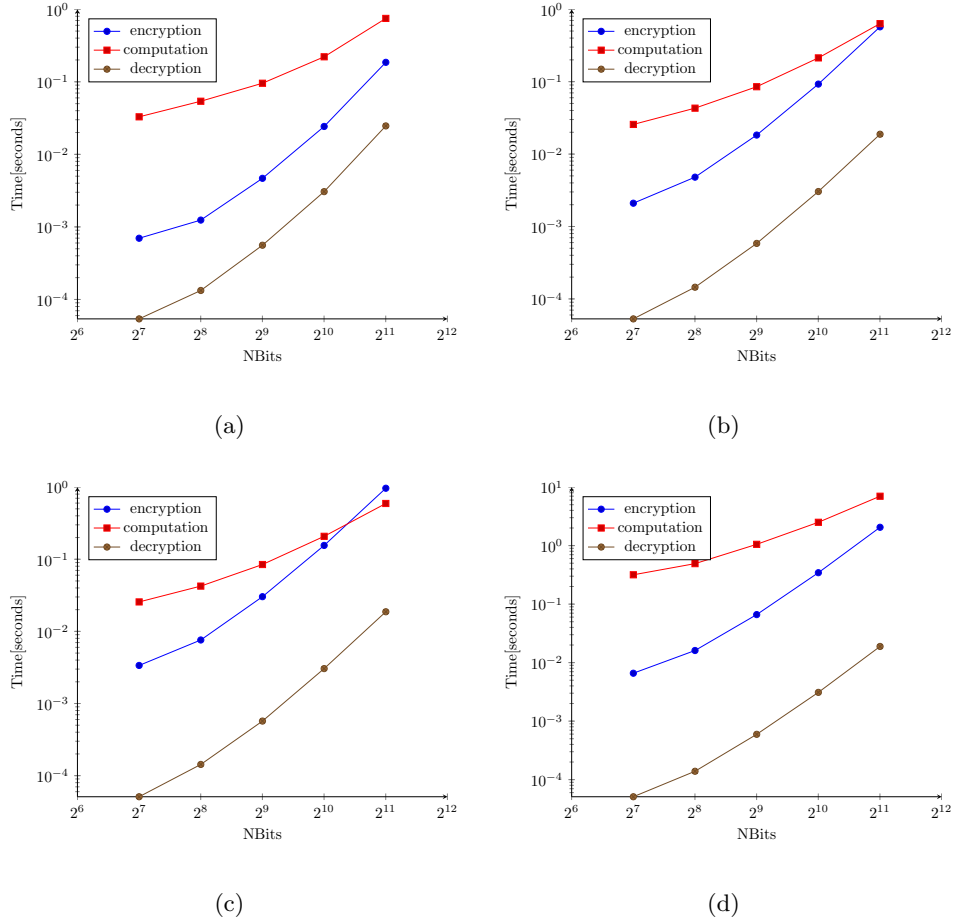 10^0
10^−1
10^−2
10^−3
10^−4
Time[seconds]
encryption
computation
decryption
2^6 2^7 2^8 2^9 2^10 2^11 2^12
NBits
(a)
10^0
10^−1
10^−2
10^−3
10^−4
Time[seconds]
encryption
computation
decryption
2^6 2^7 2^8 2^9 2^10 2^11 2^12
NBits
(b)
10^0
10^−1
10^−2
10^−3
10^−4
Time[seconds]
encryption
computation
decryption
2^6 2^7 2^8 2^9 2^10 2^11 2^12
NBits
(c)
10^1
10^0
10^−1
10^−2
10^−3
10^−4
Time[seconds]
encryption
computation
decryption
2^6 2^7 2^8 2^9 2^10 2^11 2^12
NBits
(d)